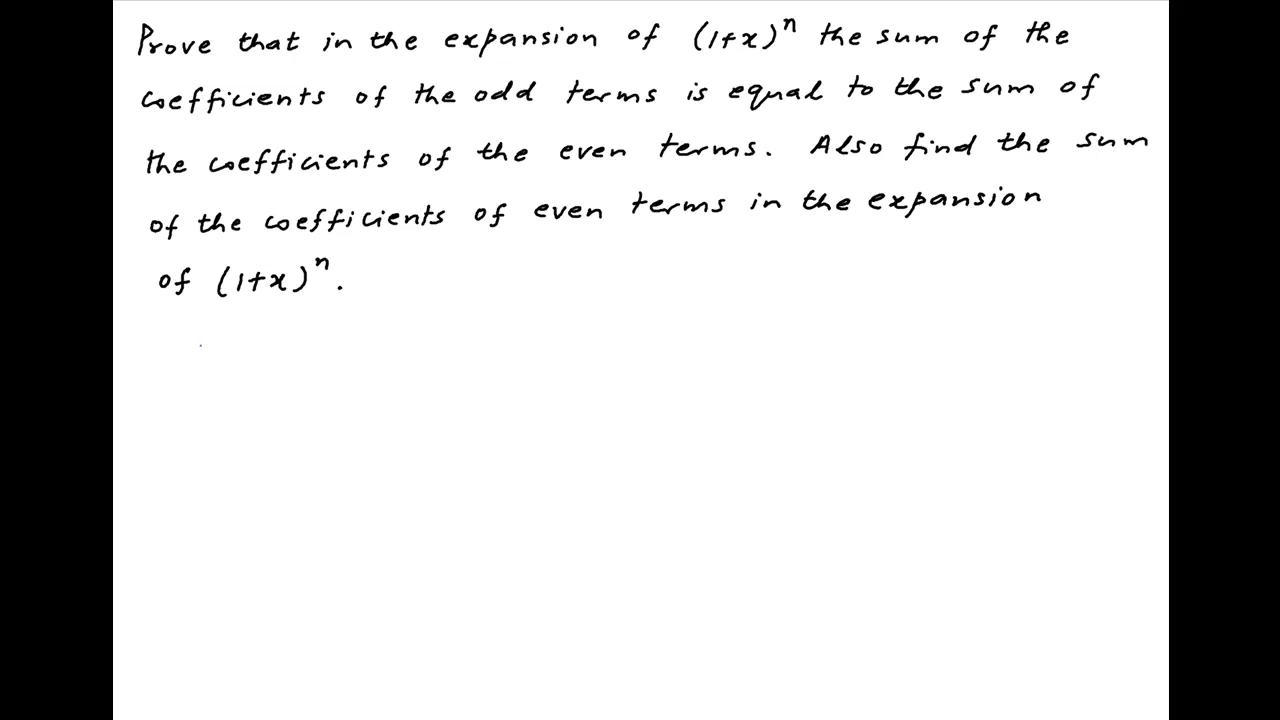 Prove that in the expansion of (1+x)ⁿ the sum of the
coefficients of the odd terms is equal to the sum of
the coefficients of the even terms. Also find the sum
of the coefficients of even terms in the expansion
of (1+x)ⁿ.